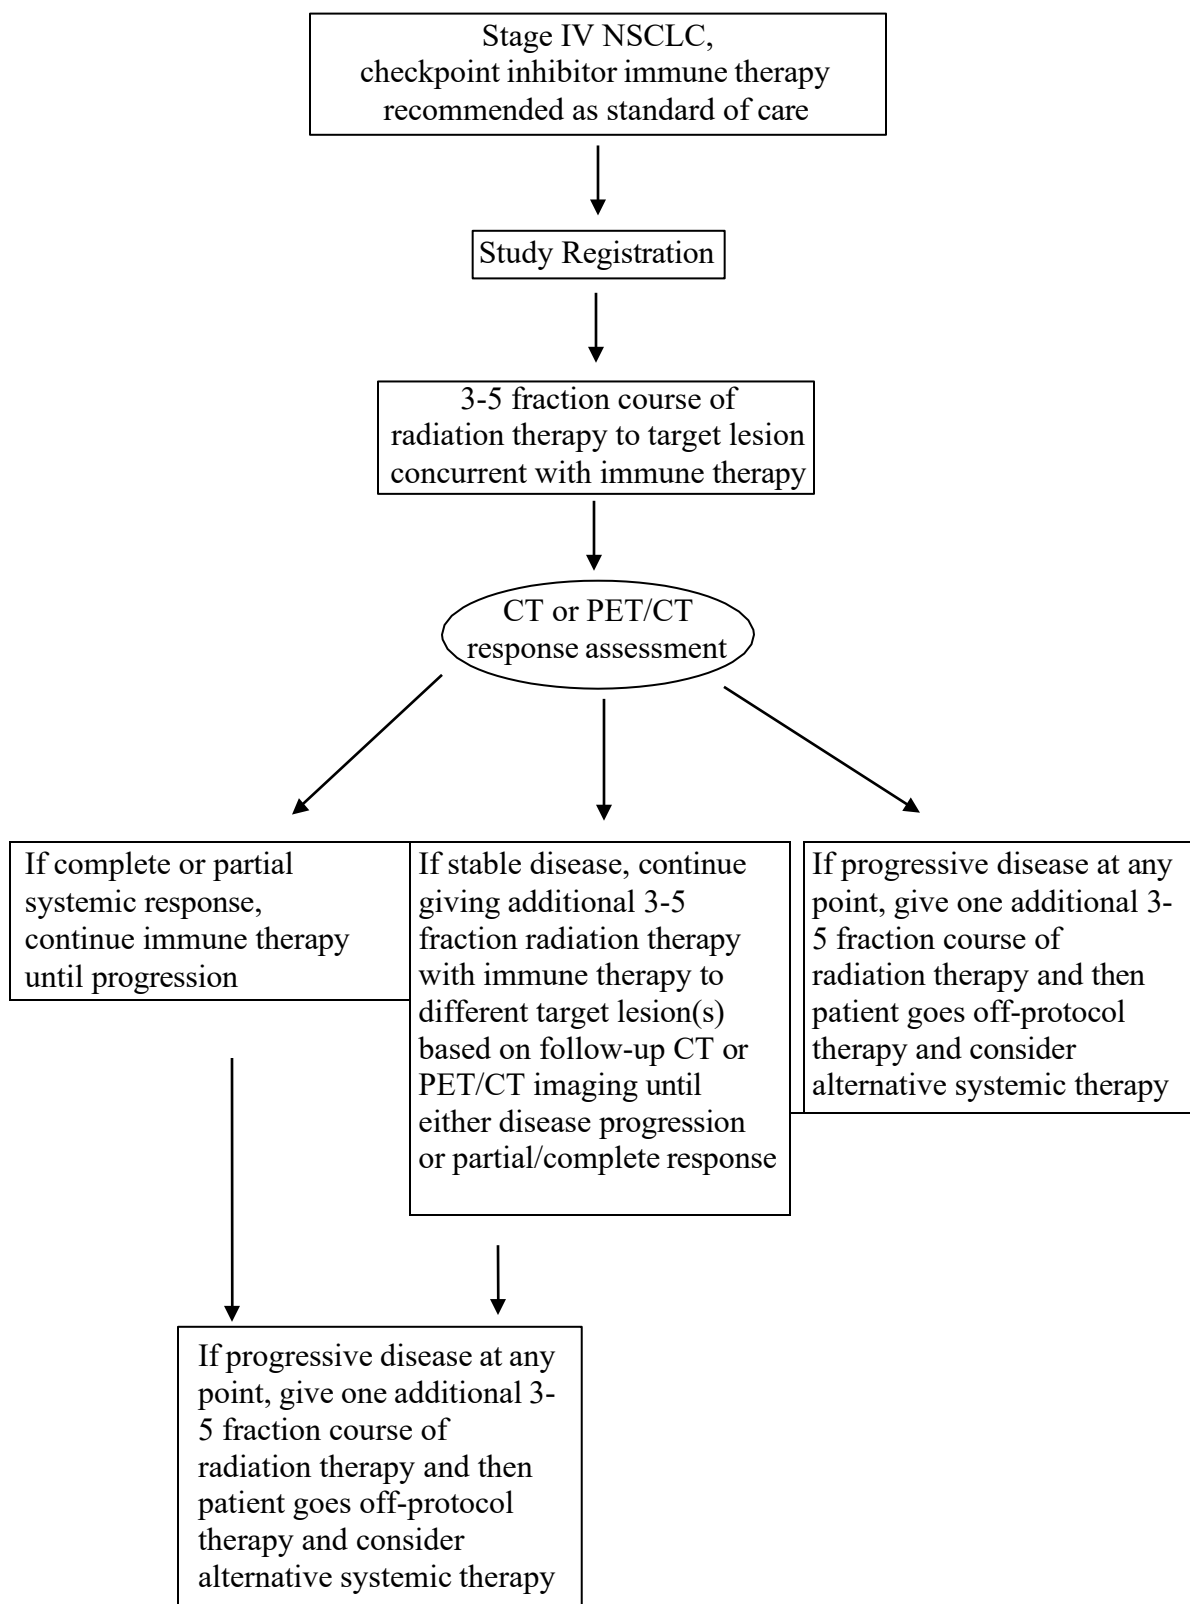 Stage IV NSCLC,
checkpoint inhibitor immune therapy
recommended as standard of care
Study Registration
3-5 fraction course of
radiation therapy to target lesion
concurrent with immune therapy
CT or PET/CT
response assessment
If complete or partial
systemic response,
continue immune therapy
until progression
If stable disease, continue
giving additional 3-5
fraction radiation therapy
with immune therapy to
different target lesion(s)
based on follow-up CT or
PET/CT imaging until
either disease progression
or partial/complete response
If progressive disease at any
point, give one additional 3-
5 fraction course of
radiation therapy and then
patient goes off-protocol
therapy and consider
alternative systemic therapy
If progressive disease at any
point, give one additional 3-
5 fraction course of
radiation therapy and then
patient goes off-protocol
therapy and consider
alternative systemic therapy